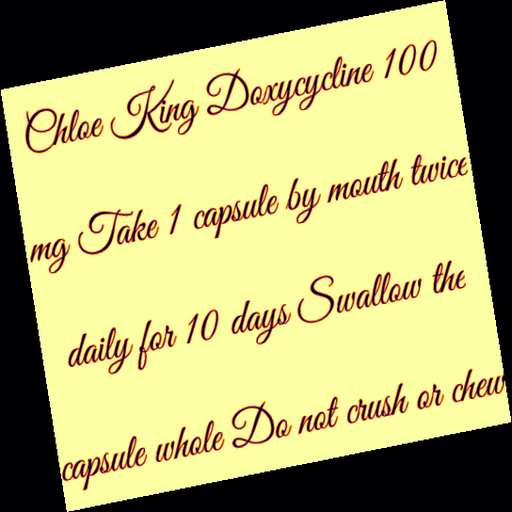 Chloe King Doxycycline 100
mg Take 1 capsule by mouth twice
daily for 10 days Swallow the
capsule whole Do not crush or chew